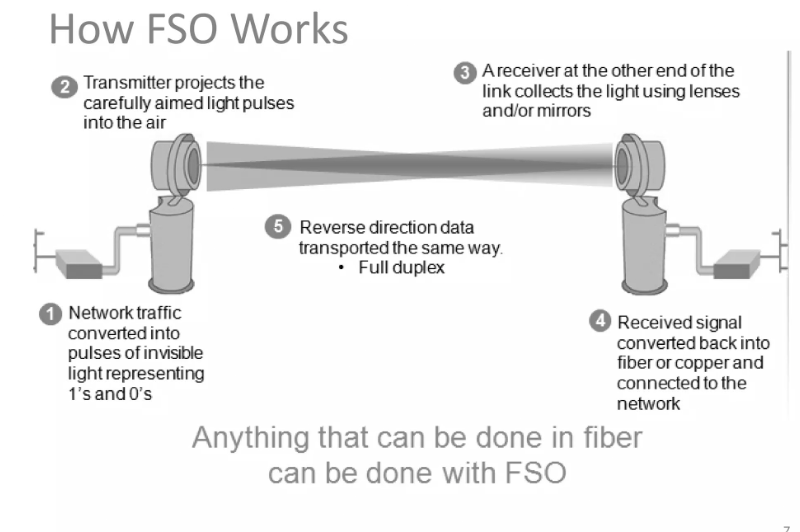 How FSO Works
2 Transmitter projects the
carefully aimed light pulses
into the air
3 A receiver at the other end of the
link collects the light using lenses
and/or mirrors
5 Reverse direction data
transported the same way.
• Full duplex
1 Network traffic
converted into
pulses of invisible
light representing
1's and 0's
4 Received signal
converted back into
fiber or copper and
connected to the
network
Anything that can be done in fiber
can be done with FSO
7